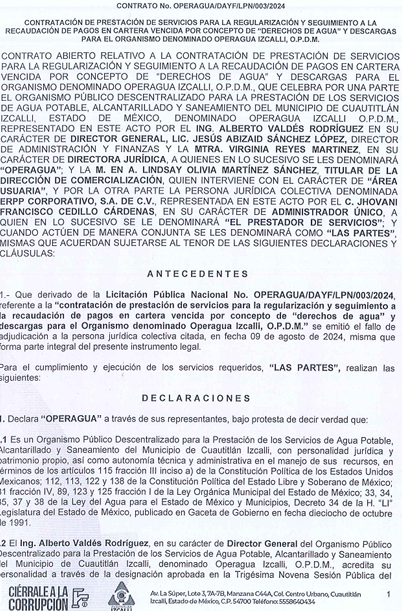 CONTRATO No. OPERAGUA/DAYF/LPN/003/2024
CONTRATACIÓN DE PRESTACIÓN DE SERVICIOS PARA LA REGULARIZACIÓN Y SEGUIMIENTO A LA
RECAUDACIÓN DE PAGOS EN CARTERA VENCIDA POR CONCEPTO DE "DERECHOS DE AGUA" Y DESCARGAS
PARA EL ORGANISMO DENOMINADO OPERAGUA IZCALLI, O.P.D.M.
CONTRATO ABIERTO RELATIVO A LA CONTRATACIÓN DE PRESTACIÓN DE SERVICIOS
PARA LA REGULARIZACIÓN Y SEGUIMIENTO A LA RECAUDACIÓN DE PAGOS EN CARTERA
VENCIDA POR CONCEPTO DE "DERECHOS DE AGUA" Y DESCARGAS PARA EL
ORGANISMO DENOMINADO OPERAGUA IZCALLI, O.P.D.M., QUE CELEBRA POR UNA PARTE
EL ORGANISMO PÚBLICO DESCENTRALIZADO PARA LA PRESTACIÓN DE LOS SERVICIOS
DE AGUA POTABLE, ALCANTARILLADO Y SANEAMIENTO DEL MUNICIPIO DE CUAUTITLÁN
IZCALLI, ESTADO DE MÉXICO, DENOMINADO OPERAGUA IZCALLI O.P.D.M.,
REPRESENTADO EN ESTE ACTO POR EL ING. ALBERTO VALDÉS RODRÍGUEZ EN SU
CARÁCTER DE DIRECTOR GENERAL, LIC. JESÚS ABIZAID SÁNCHEZ LÓPEZ, DIRECTOR
DE ADMINISTRACIÓN Y FINANZAS Y LA MTRA. VIRGINIA REYES MARTINEZ, EN SU
CARÁCTER DE DIRECTORA JURÍDICA, A QUIENES EN LO SUCESIVO SE LES DENOMINARÁ
"OPERAGUA"; Y LA M. EN A. LINDSAY OLIVIA MARTÍNEZ SÁNCHEZ, TITULAR DE LA
DIRECCIÓN DE COMERCIALIZACIÓN, QUIEN INTERVIENE CON EL CARÁCTER DE "ÁREA
USUARIA", Y POR LA OTRA PARTE LA PERSONA JURÍDICA COLECTIVA DENOMINADA
ERPP CORPORATIVO, S.A. DE C.V., REPRESENTADO EN ESTE ACTO POR EL C. JHOVANI
FRANCISCO CEDILLO CÁRDENAS, EN SU CARÁCTER DE ADMINISTRADOR ÚNICO, A
QUIEN EN LO SUCESIVO SE LE DENOMINARÁ "EL PRESTADOR DE SERVICIOS"; Y
CUANDO ACTÚEN DE MANERA CONJUNTA SE LES DENOMINARÁ COMO "LAS PARTES",
MISMAS QUE ACUERDAN SUJETARSE AL TENOR DE LAS SIGUIENTES DECLARACIONES Y
CLÁUSULAS:
ANTECEDENTES
1.- Que derivado de la Licitación Pública Nacional No. OPERAGUA/DAYF/LPN/003/2024,
referente a la "contratación de prestación de servicios para la regularización y seguimiento a
la recaudación de pagos en cartera vencida por concepto de "derechos de agua" y
descargas para el Organismo denominado Operagua Izcalli, O.P.D.M." se emitió el fallo de
adjudicación a la persona jurídica colectiva citada, en fecha 09 de agosto de 2024, misma que
forma parte integral del presente instrumento legal.
Para el cumplimiento y ejecución de los servicios requeridos, "LAS PARTES", realizan las
siguientes:
DECLARACIONES
1. Declara "OPERAGUA" a través de sus representantes, bajo protesta de decir verdad que:
.1 Es un Organismo Público Descentralizado para la Prestación de los Servicios de Agua Potable,
Alcantarillado y Saneamiento del Municipio de Cuautitlán Izcalli, con personalidad jurídica y
patrimonio propio, así como autonomía técnica y administrativa en el manejo de sus recursos, en
términos de los artículos 115 fracción III inciso a) de la Constitución Política de los Estados Unidos
Mexicanos; 112, 113, 122 y 138 de la Constitución Política del Estado Libre y Soberano de México;
31 fracción IV, 89, 123 y 125 fracción I de la Ley Orgánica Municipal del Estado de México; 33, 34,
35, 37 y 38 de la Ley del Agua para el Estado de México y Municipios, Decreto 34 de la H. "LI"
Legislatura del Estado de México, publicado en Gaceta de Gobierno en fecha dieciocho de octubre
de 1991.
.2 El Ing. Alberto Valdés Rodríguez, en su carácter de Director General del Organismo Público
Descentralizado para la Prestación de los Servicios de Agua Potable, Alcantarillado y Saneamiento
del Municipio de Cuautitlán Izcalli, denominado Operagua Izcalli, O.P.D.M., acredita su
personalidad a través de la designación aprobada en la Trigésima Novena Sesión Pública del
CIÉRRALE A LA
CORRUPCIÓN
IZCALLI
Av. La Súper, Lote 3, 7A-7B, Manzana C44A, Col. Centro Urbano, Cuautitlán
Izcalli, Estado de México, C.P. 54700 Teléfono: 5558640434
1